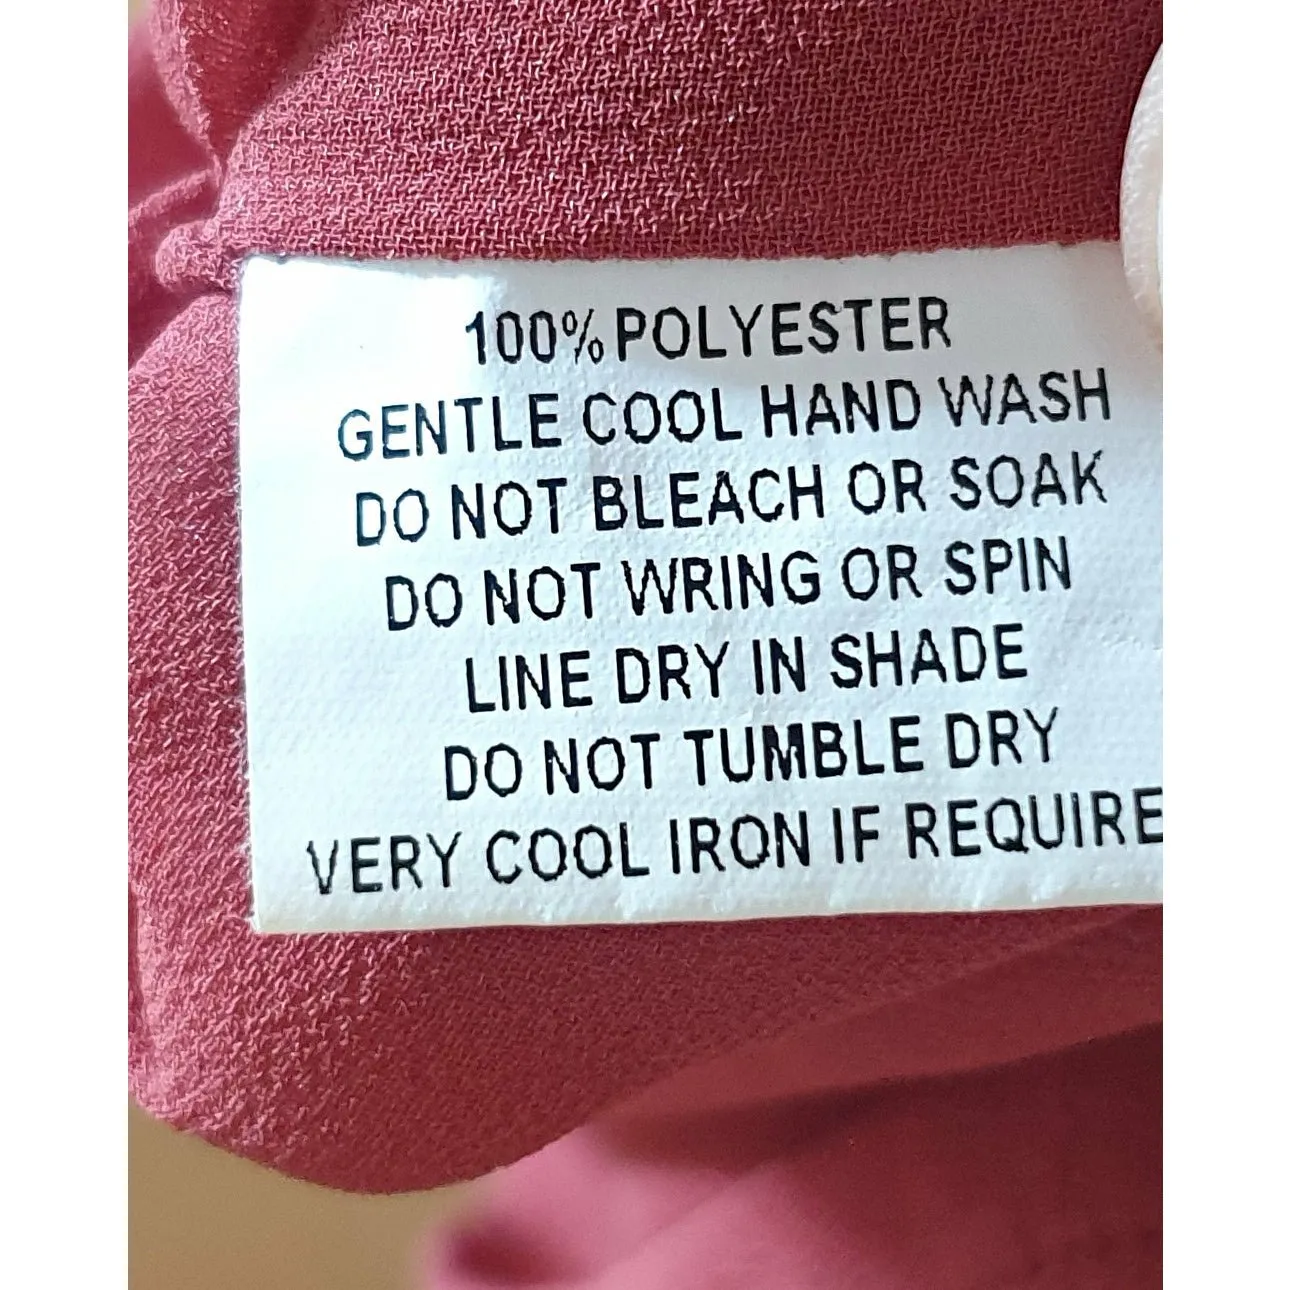 100% POLYESTER
GENTLE COOL HAND WASH
DO NOT BLEACH OR SOAK
DO NOT WRING OR SPIN
LINE DRY IN SHADE
DO NOT TUMBLE DRY
VERY COOL IRON IF REQUIRE